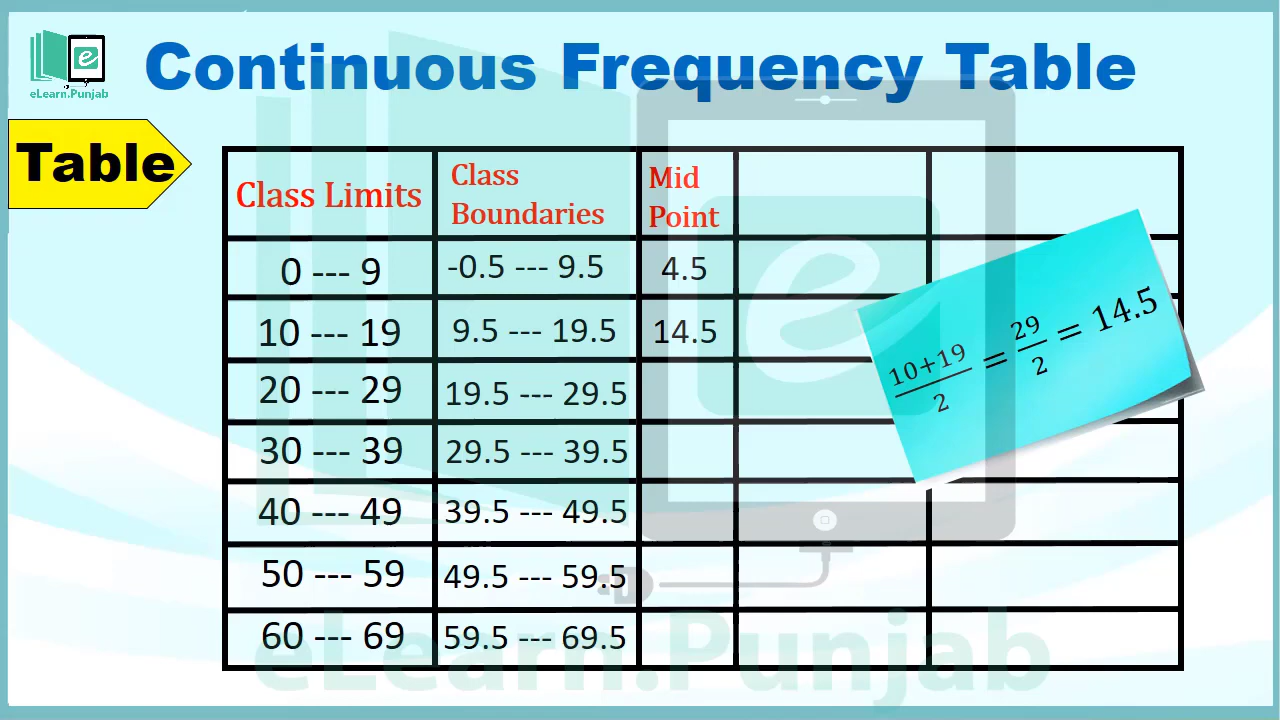 eLearn.Punjab
Continuous Frequency Table
Table
Class Limits
Class
Boundaries
Mid
Point
0 --- 9
-0.5 --- 9.5
4.5
10 --- 19
9.5 --- 19.5
14.5
20 --- 29
19.5 --- 29.5
30 --- 39
29.5 --- 39.5
40 --- 49
39.5 --- 49.5
50 --- 59
49.5 --- 59.5
60 --- 69
59.5 --- 69.5
10+19/2 = 29/2 = 14.5
eLearn.Punjab